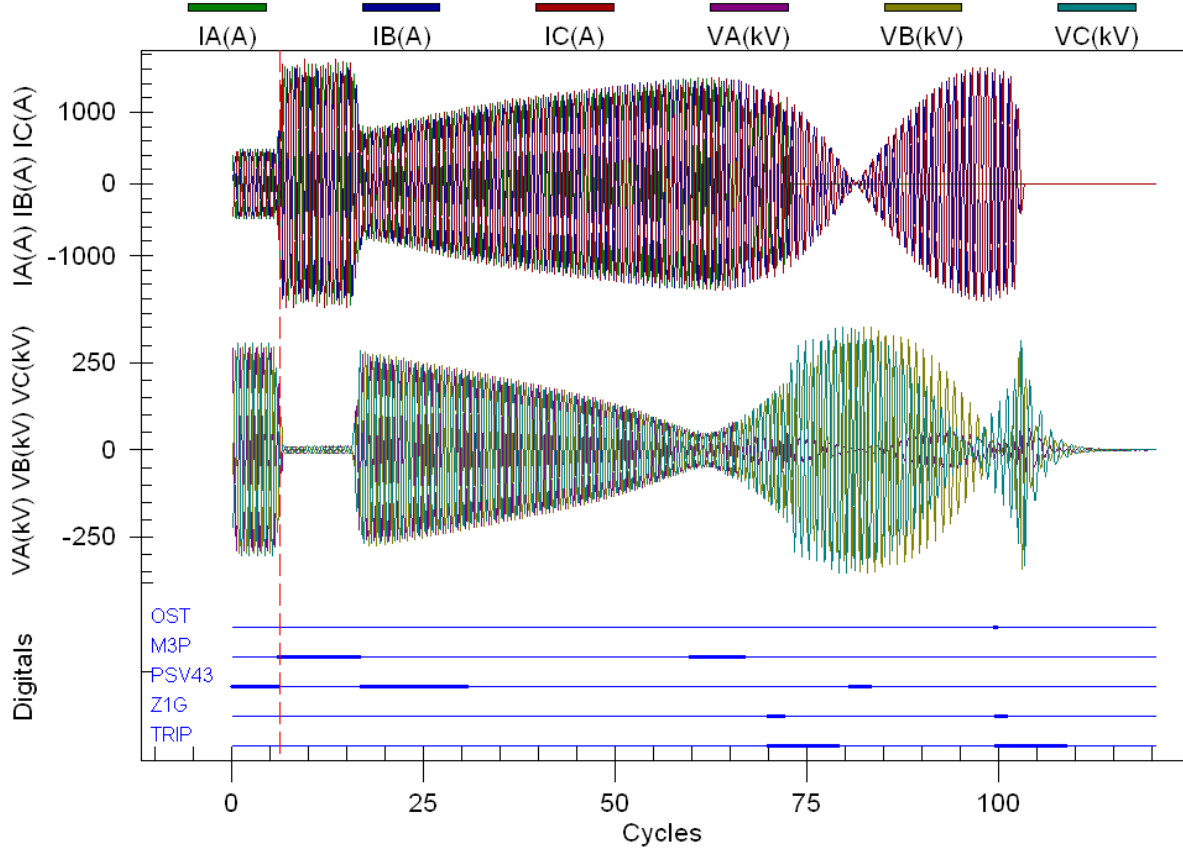 IA(A) IB(A) IC(A) VA(kV) VB(kV) VC(kV)
IA(A) IB(A) IC(A)
1000
0
-1000
VA(kV) VB(kV) VC(kV)
250
0
-250
Digitals
OST
M3P
PSV43
Z1G
TRIP
0 25 50 75 100
Cycles